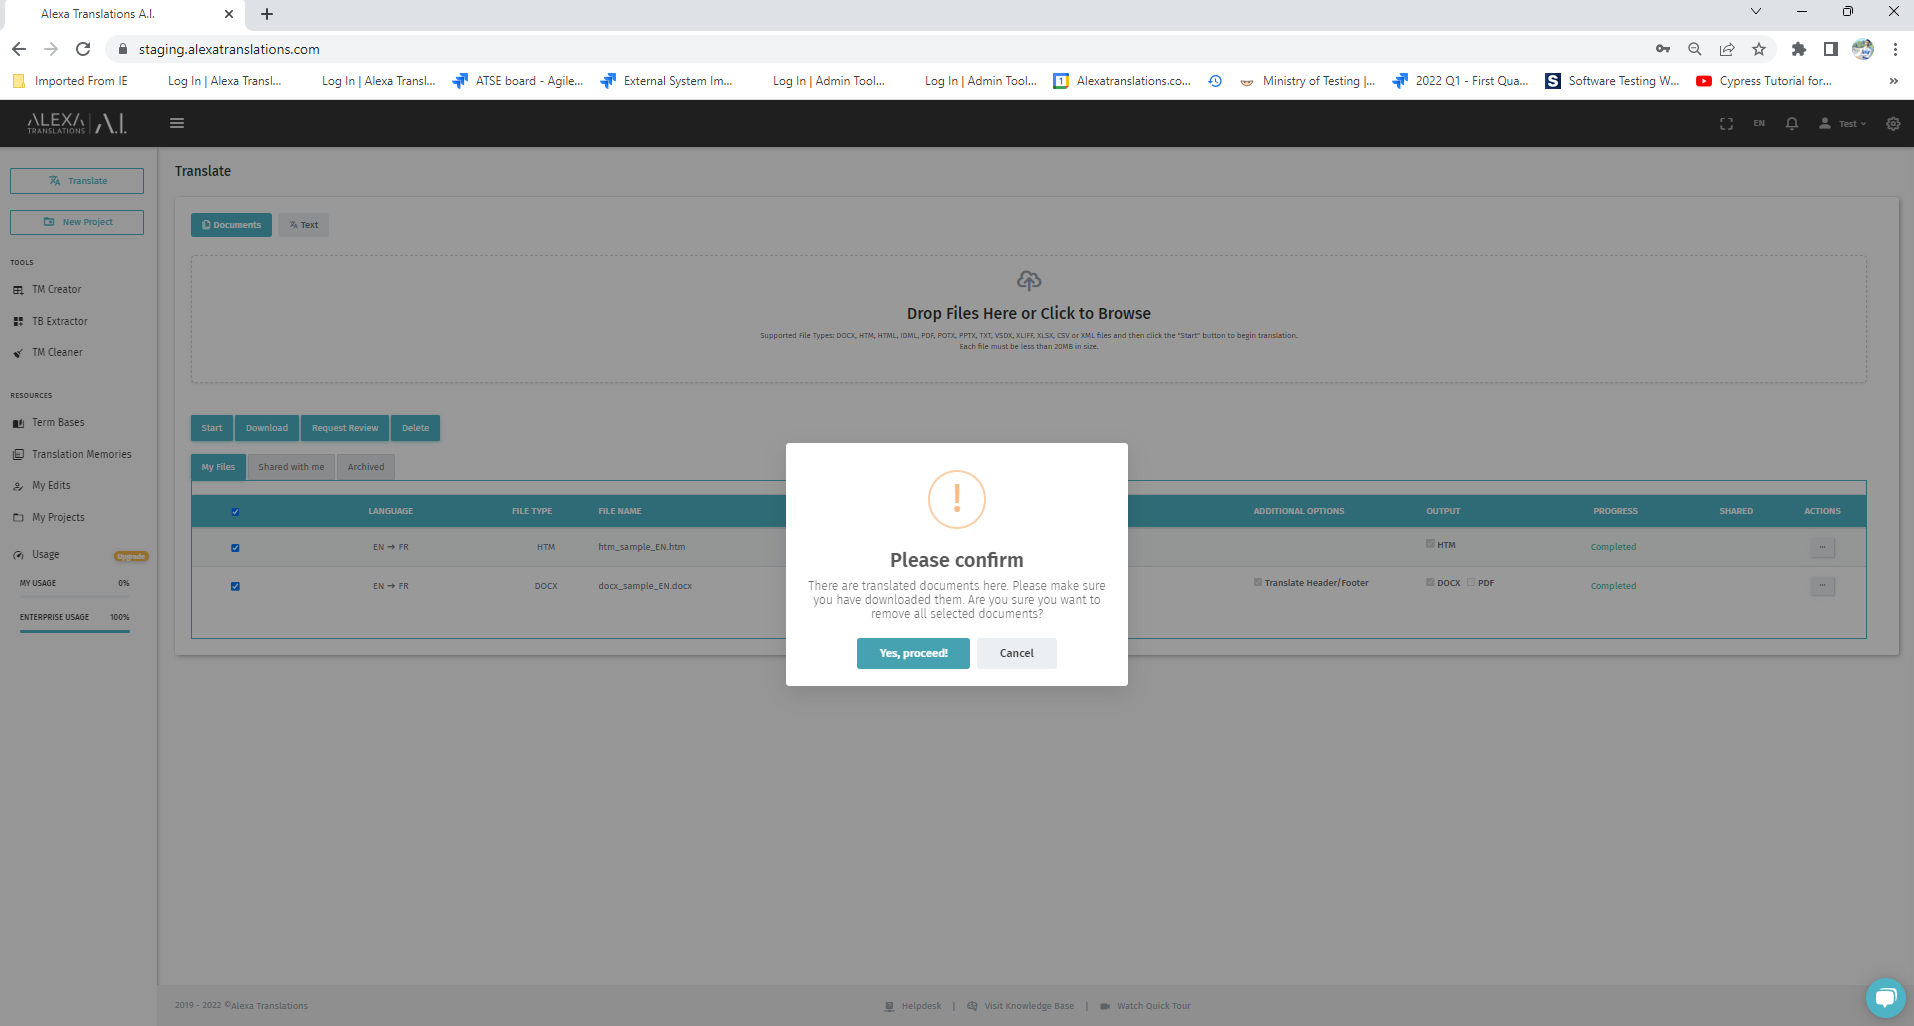 Alexa Translations A.I.
staging.alexatranslations.com
Imported From IE
Log In | Alexa Transl...
Log In | Alexa Transl...
ATSE board - Agile...
External System Im...
Log In | Admin Tool...
Log In | Admin Tool...
1
Alexatranslations.co...
Ministry of Testing |...
2022 Q1 - First Qua...
S
Software Testing W...
Cypress Tutorial for...
»
ALEXA TRANSLATIONS A.I.
EN
Test
Translate
New Project
TOOLS
TM Creator
TB Extractor
TM Cleaner
RESOURCES
Term Bases
Translation Memories
My Edits
My Projects
Usage
Upgrade
MY USAGE 0%
ENTERPRISE USAGE 100%
Translate
Documents
Text
Drop Files Here or Click to Browse
Supported File Types: DOCX, HTM, HTML, IDML, PDF, POTX, PPTX, TXT, VSDX, XLIFF, XLSX, CSV or XML files and then click the "Start" button to begin translation.
Each file must be less than 20MB in size.
Start
Download
Request Review
Delete
My Files
Shared with me
Archived
LANGUAGE FILE TYPE FILE NAME ADDITIONAL OPTIONS OUTPUT PROGRESS SHARED ACTIONS
EN → FR HTM htm_sample_EN.htm HTM Completed ...
EN → FR DOCX docx_sample_EN.docx Translate Header/Footer DOCX PDF Completed ...
!
Please confirm
There are translated documents here. Please make sure
you have downloaded them. Are you sure you want to
remove all selected documents?
Yes, proceed!
Cancel
2019 - 2022 ©Alexa Translations
Helpdesk | Visit Knowledge Base | Watch Quick Tour